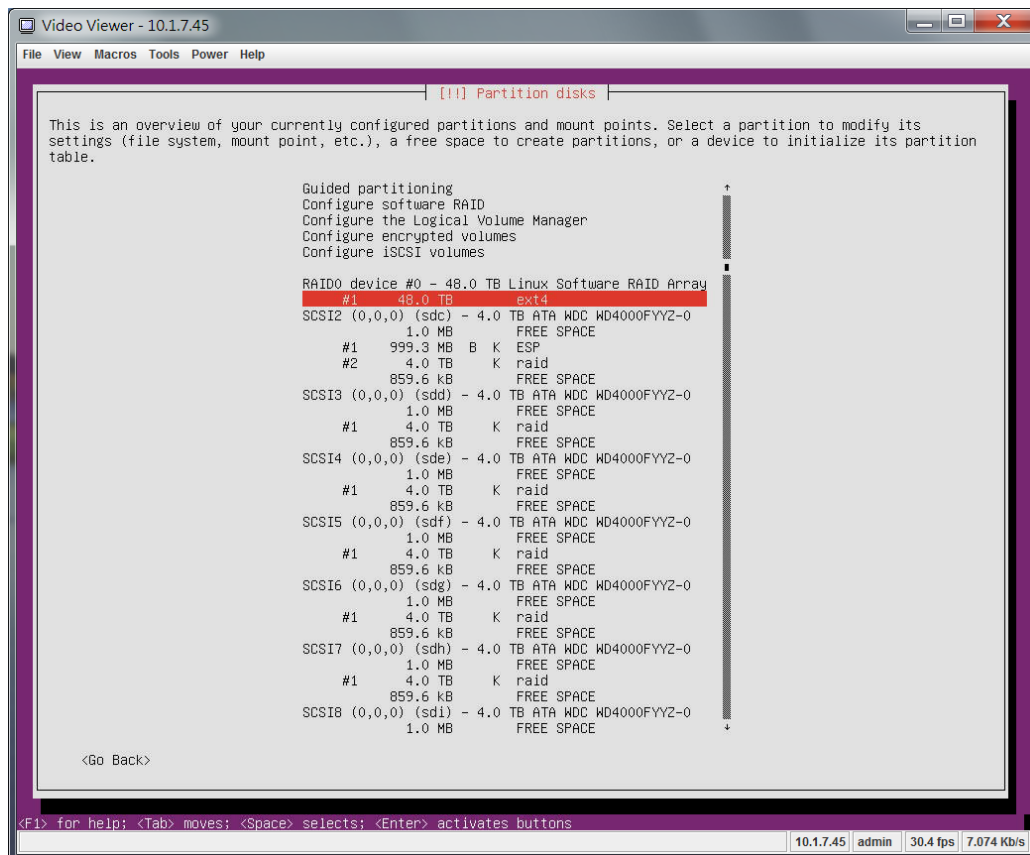 Video Viewer - 10.1.7.45
File View Macros Tools Power Help
[!!] Partition disks
This is an overview of your currently configured partitions and mount points. Select a partition to modify its
settings (file system, mount point, etc.), a free space to create partitions, or a device to initialize its partition
table.
Guided partitioning
Configure software RAID
Configure the Logical Volume Manager
Configure encrypted volumes
Configure iSCSI volumes
RAID0 device #0 - 48.0 TB Linux Software RAID Array
#1 48.0 TB ext4
SCSI2 (0,0,0) (sdc) - 4.0 TB ATA WDC WD4000FYYZ-0
1.0 MB FREE SPACE
#1 999.3 MB B K ESP
#2 4.0 TB K raid
859.6 kB FREE SPACE
SCSI3 (0,0,0) (sdd) - 4.0 TB ATA WDC WD4000FYYZ-0
1.0 MB FREE SPACE
#1 4.0 TB K raid
859.6 kB FREE SPACE
SCSI4 (0,0,0) (sde) - 4.0 TB ATA WDC WD4000FYYZ-0
1.0 MB FREE SPACE
#1 4.0 TB K raid
859.6 kB FREE SPACE
SCSI5 (0,0,0) (sdf) - 4.0 TB ATA WDC WD4000FYYZ-0
1.0 MB FREE SPACE
#1 4.0 TB K raid
859.6 kB FREE SPACE
SCSI6 (0,0,0) (sdg) - 4.0 TB ATA WDC WD4000FYYZ-0
1.0 MB FREE SPACE
#1 4.0 TB K raid
859.6 kB FREE SPACE
SCSI7 (0,0,0) (sdh) - 4.0 TB ATA WDC WD4000FYYZ-0
1.0 MB FREE SPACE
#1 4.0 TB K raid
859.6 kB FREE SPACE
SCSI8 (0,0,0) (sdi) - 4.0 TB ATA WDC WD4000FYYZ-0
1.0 MB FREE SPACE
<Go Back>
<F1> for help; <Tab> moves; <Space> selects; <Enter> activates buttons
10.1.7.45 admin 30.4 fps 7.074 Kb/s